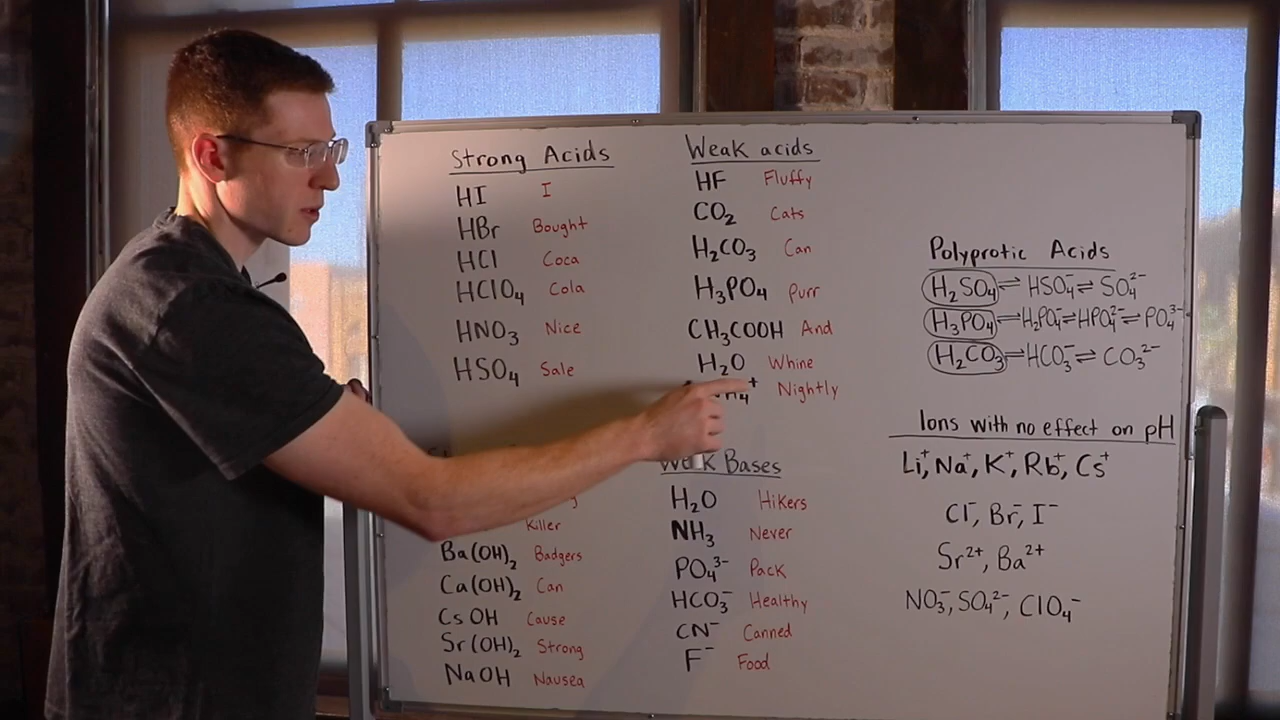 Strong Acids
HI I
HBr Bought
HCl Coca
HClO₄ Cola
HNO₃ Nice
HSO₄ Sale
Killer
Ba(OH)₂ Badgers
Ca(OH)₂ Can
CsOH Cause
Sr(OH)₂ Strong
NaOH Nausea
Weak acids
HF Fluffy
CO₂ Cats
H₂CO₃ Can
H₃PO₄ Purr
CH₃COOH And
H₂O Whine
Nightly
Weak Bases
H₂O Hikers
NH₃ Never
PO₄³⁻ Pack
HCO₃⁻ Healthy
CN⁻ Canned
F⁻ Food
Polyprotic Acids
H₂SO₄ ⇌ HSO₄⁻ ⇌ SO₄²⁻
H₃PO₄ ⇌ H₂PO₄⁻ ⇌ HPO₄²⁻ ⇌ PO₄³⁻
H₂CO₃ ⇌ HCO₃⁻ ⇌ CO₃²⁻
Ions with no effect on pH
Li⁺, Na⁺, K⁺, Rb⁺, Cs⁺
Cl⁻, Br⁻, I⁻
Sr²⁺, Ba²⁺
NO₃⁻, SO₄²⁻, ClO₄⁻